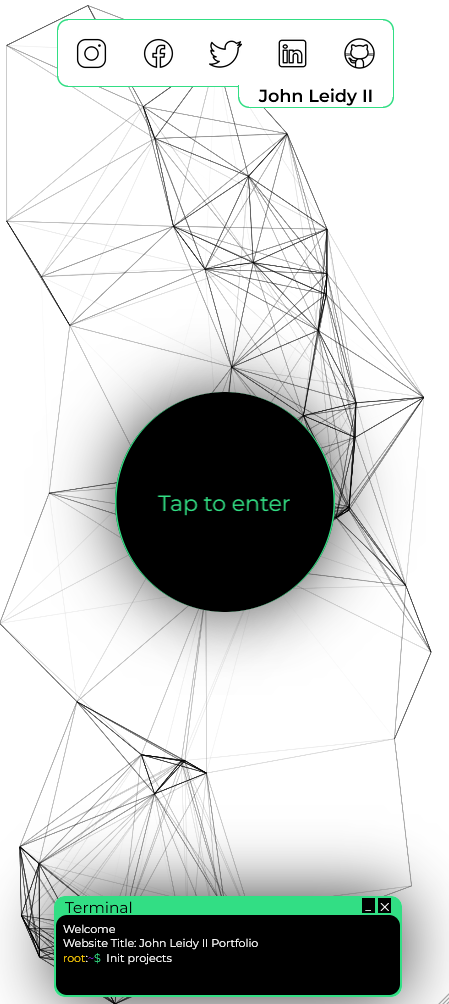 John Leidy II
Tap to enter
Terminal
Welcome
Website Title: John Leidy II Portfolio
root:~$ Init projects